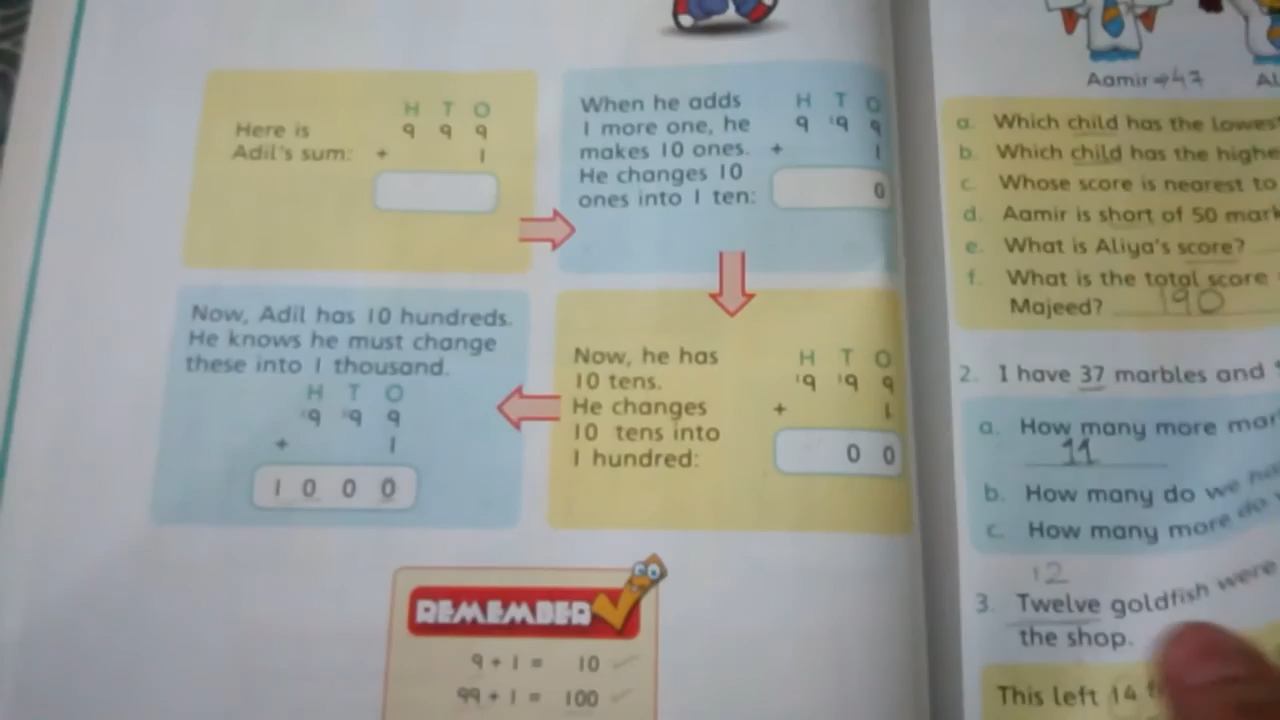 H T O
Here is 9 9 9
Adil's sum: + 1
When he adds H T O
1 more one, he 9 ¹9 9
makes 10 ones. + 1
He changes 10
ones into 1 ten: 0
Now, he has H T O
10 tens. ¹9 ¹9 9
He changes + 1
10 tens into
1 hundred: 0 0
Now, Adil has 10 hundreds.
He knows he must change
these into 1 thousand.
H T O
¹9 ¹9 9
+ 1
1 0 0 0
REMEMBER
9 + 1 = 10
99 + 1 = 100
Aamir → 47
a. Which child has the lowest
b. Which child has the highe
c. Whose score is nearest to
d. Aamir is short of 50 mark
e. What is Aliya's score?
f. What is the total score
Majeed? 190
2. I have 37 marbles and
a. How many more mar
11
b. How many do we ha
c. How many more do
12
3. Twelve goldfish were
the shop.
This left 14